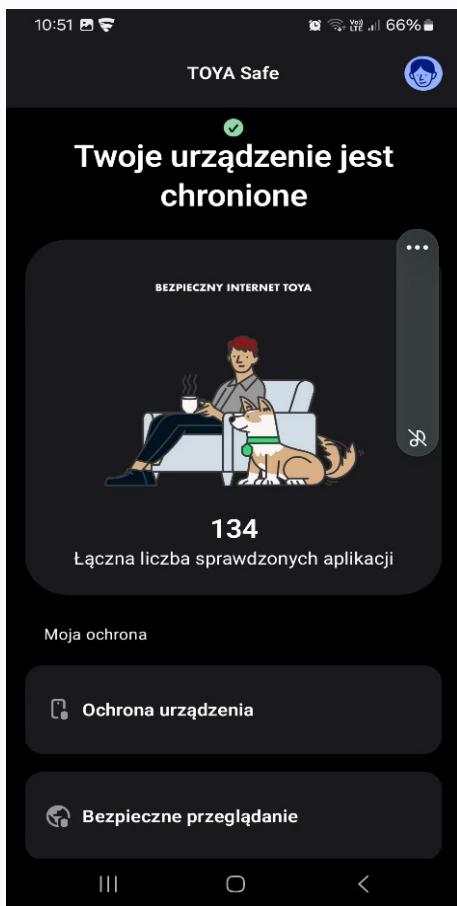 10:51
66%
TOYA Safe
Twoje urządzenie jest
chronione
BEZPIECZNY INTERNET TOYA
134
Łączna liczba sprawdzonych aplikacji
Moja ochrona
Ochrona urządzenia
Bezpieczne przeglądanie